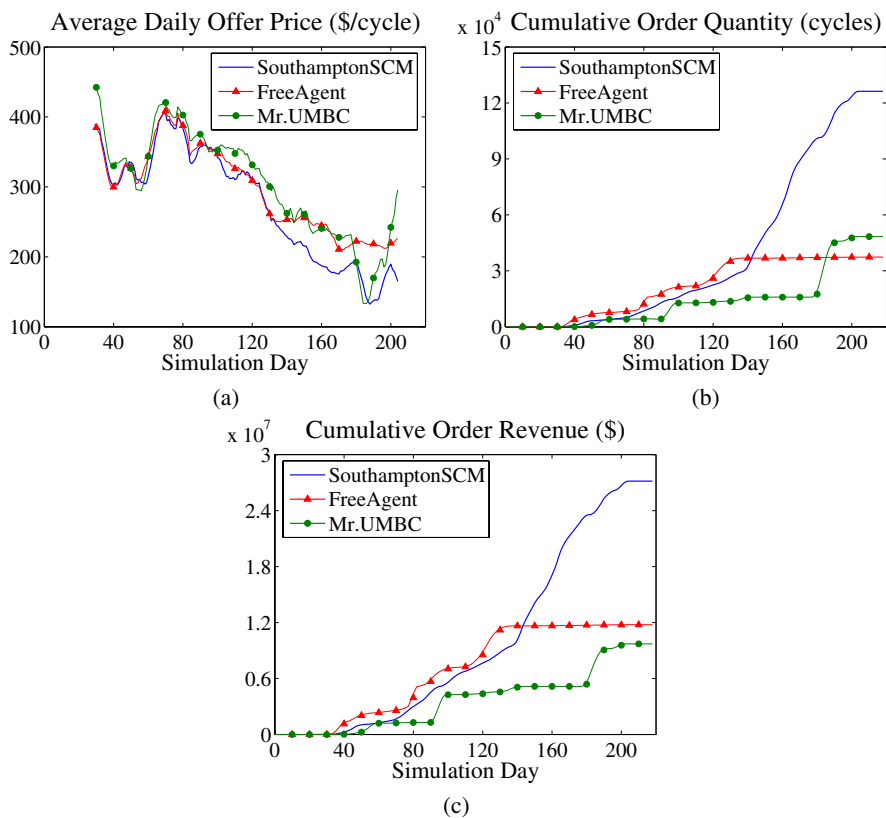 Average Daily Offer Price ($/cycle)
500
400
300
200
100
0
40
80
120
160
200
Simulation Day
SouthamptonSCM
FreeAgent
Mr.UMBC
(a)
x 10^4
Cumulative Order Quantity (cycles)
15
12
9
6
3
0
0
40
80
120
160
200
Simulation Day
SouthamptonSCM
FreeAgent
Mr.UMBC
(b)
x 10^7
Cumulative Order Revenue ($)
3
2.4
1.8
1.2
0.6
0
0
40
80
120
160
200
Simulation Day
SouthamptonSCM
FreeAgent
Mr.UMBC
(c)